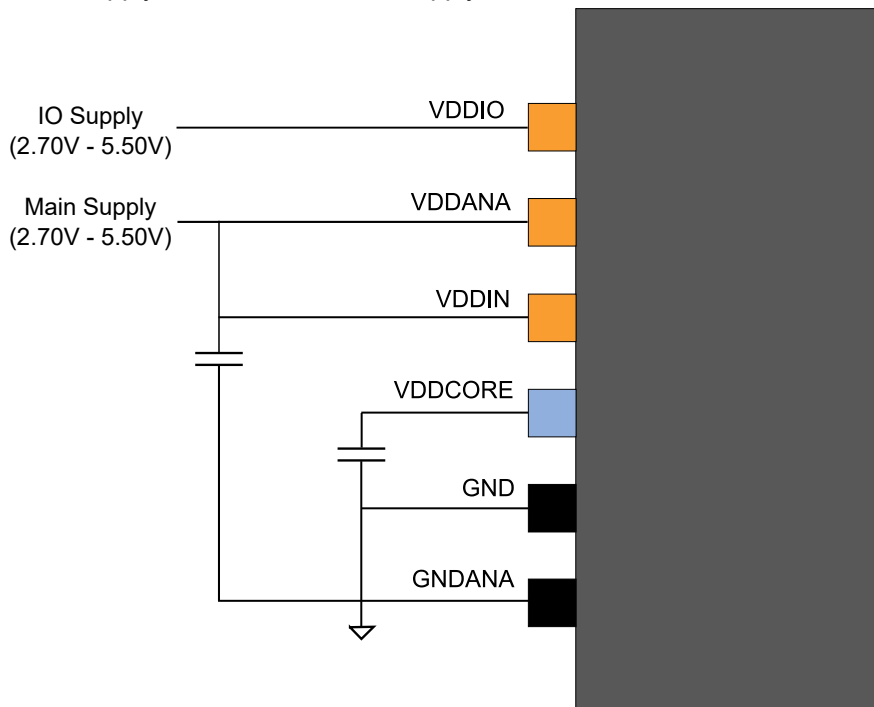 VDDIO
IO Supply
(2.70V - 5.50V)
VDDANA
Main Supply
(2.70V - 5.50V)
VDDIN
VDDCORE
GND
GNDANA